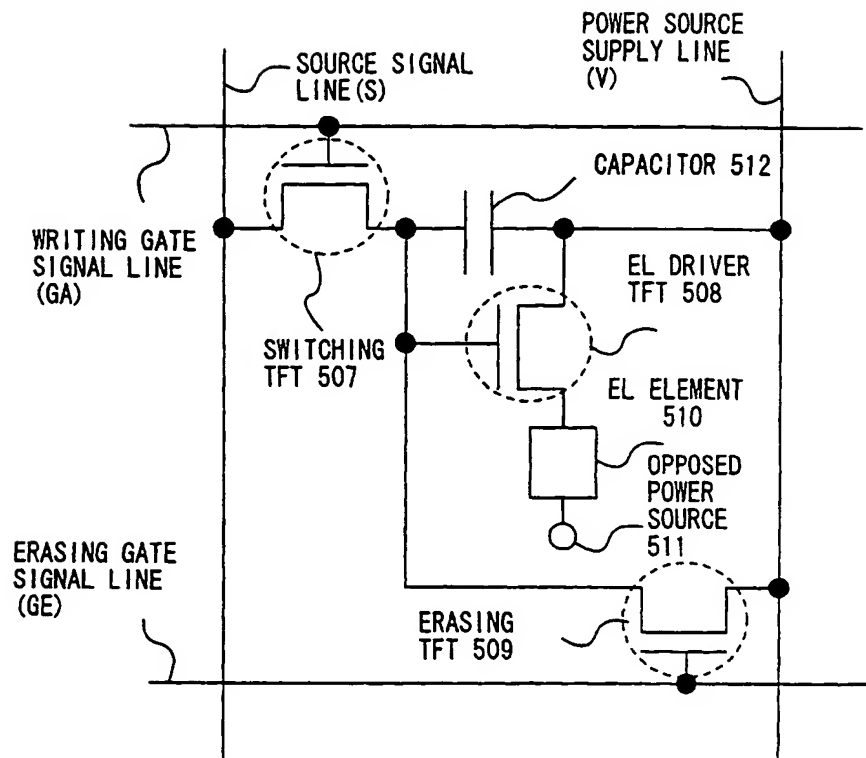 POWER SOURCE
SUPPLY LINE
(V)
SOURCE SIGNAL
LINE(S)
CAPACITOR 512
WRITING GATE
SIGNAL LINE
(GA)
EL DRIVER
TFT 508
SWITCHING
TFT 507
EL ELEMENT
510
OPPOSED
POWER
SOURCE
511
ERASING GATE
SIGNAL LINE
(GE)
ERASING
TFT 509